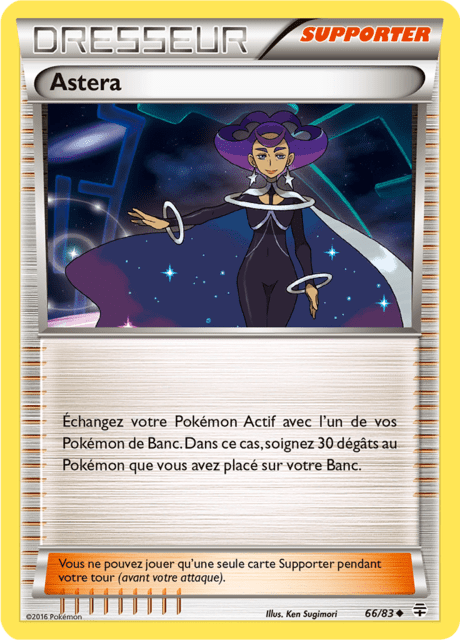 DRESSEUR
SUPPORTER
Astera
Échangez votre Pokémon Actif avec l'un de vos
Pokémon de Banc. Dans ce cas, soignez 30 dégâts au
Pokémon que vous avez placé sur votre Banc.
Vous ne pouvez jouer qu'une seule carte Supporter pendant
votre tour (avant votre attaque).
©2016 Pokémon
Illus. Ken Sugimori
66/83